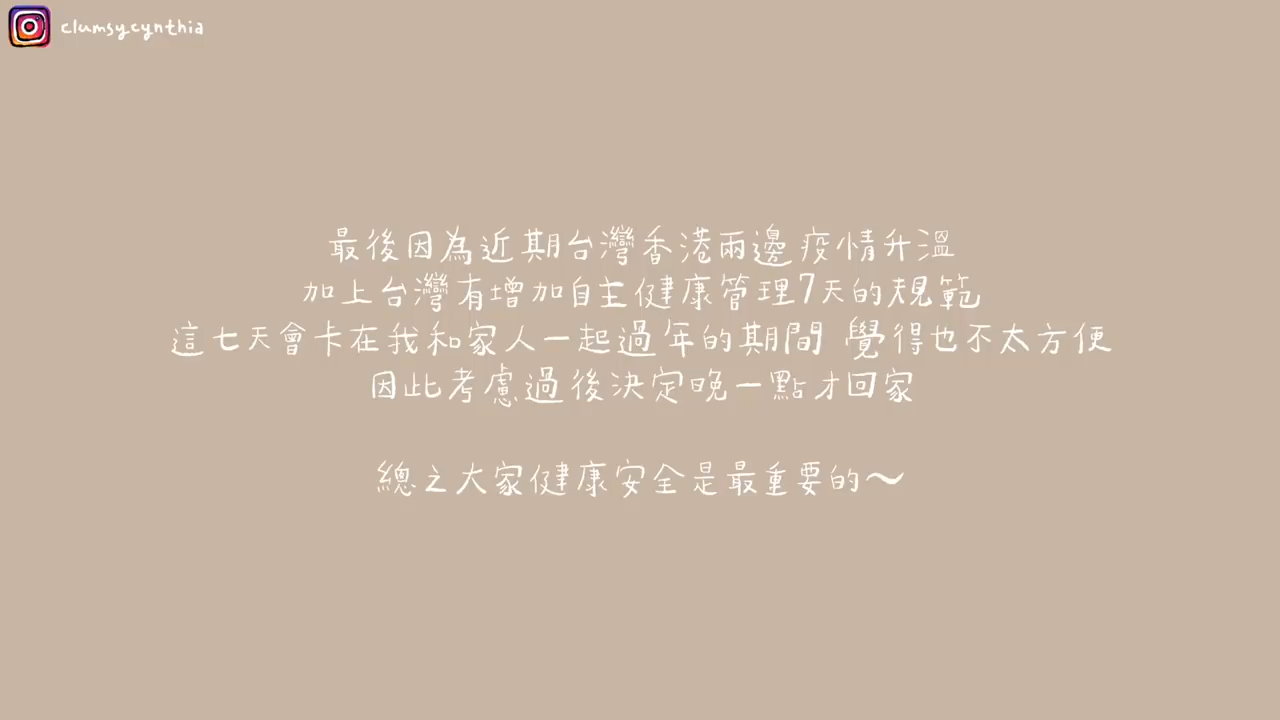 clumsycynthia
最後因為近期台灣香港兩邊疫情升溫
加上台灣有增加自主健康管理7天的規範
這七天會卡在我和家人一起過年的期間 覺得也不太方便
因此考慮過後決定晚一點才回家
總之大家健康安全是最重要的～